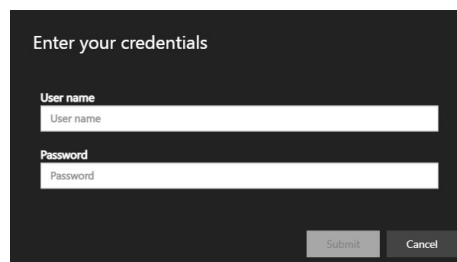 Enter your credentials
User name
User name
Password
Password
Submit Cancel